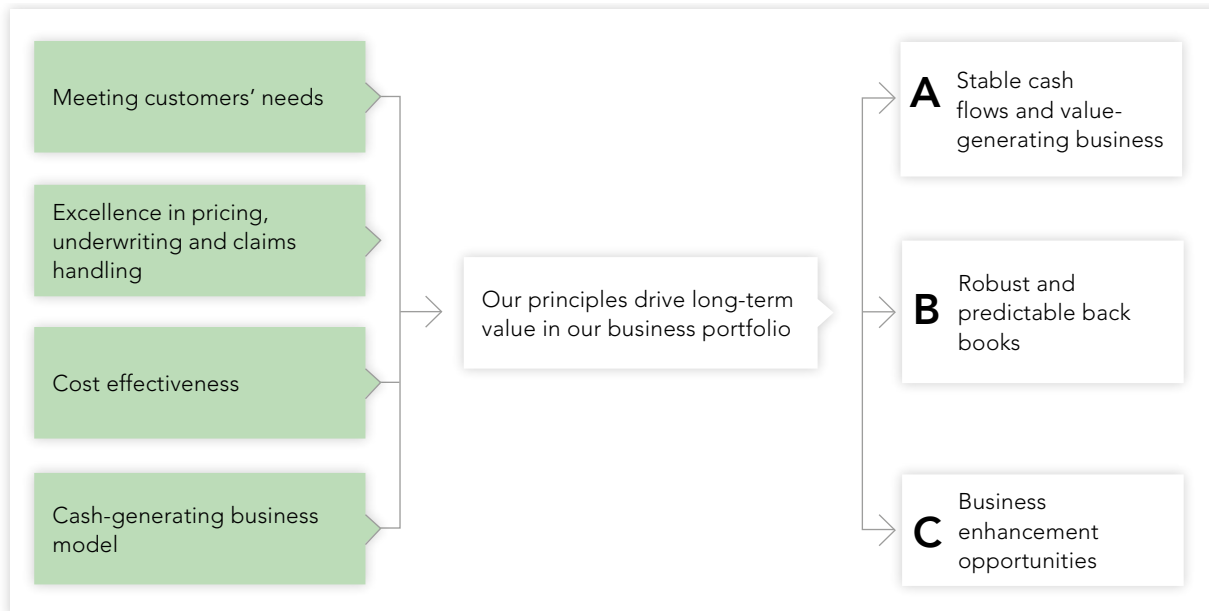 Meeting customers’ needs
Excellence in pricing,
underwriting and claims
handling
Cost effectiveness
Cash-generating business
model
Our principles drive long-term
value in our business portfolio
A
Stable cash
flows and value-
generating business
B
Robust and
predictable back
books
C
Business
enhancement
opportunities